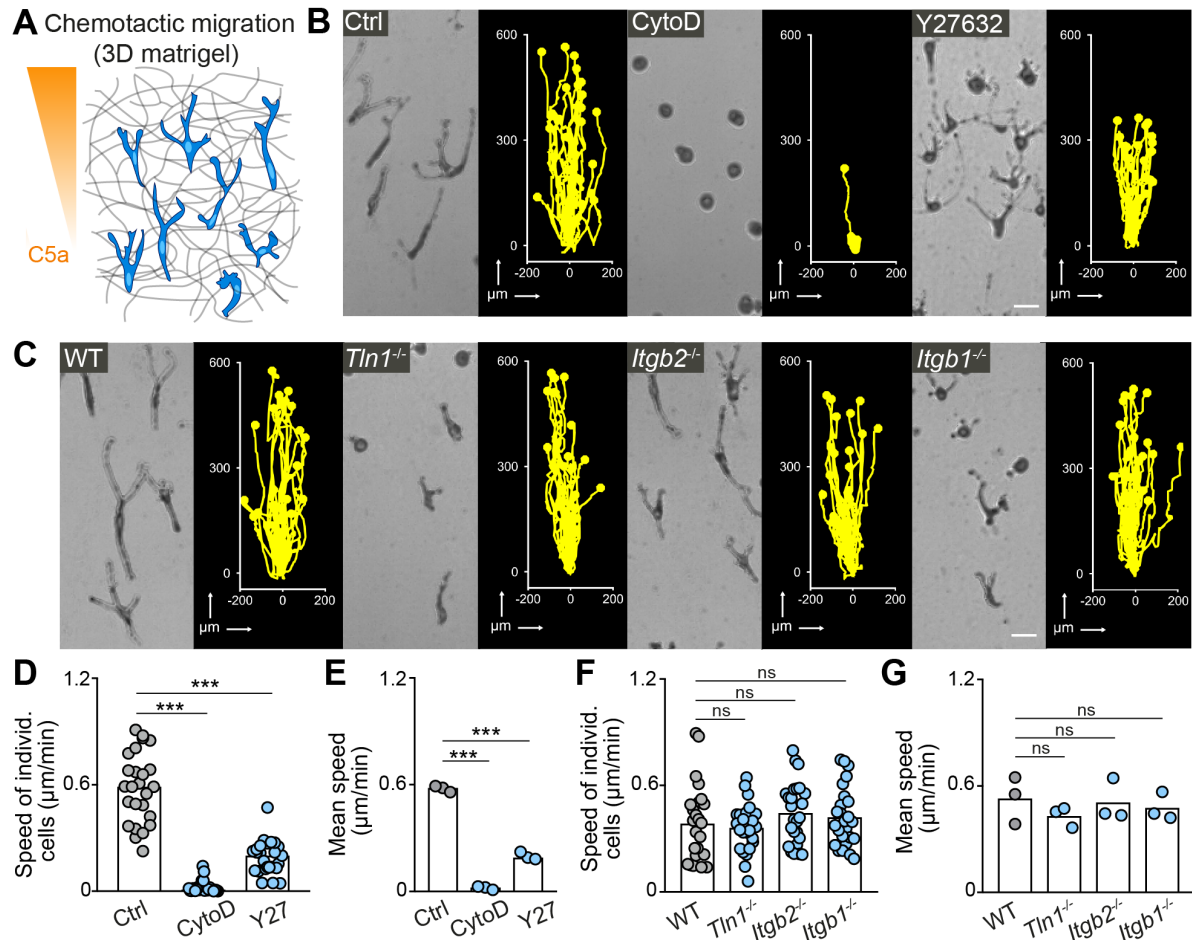 A Chemotactic migration
(3D matrigel)
C5a
B
Ctrl
600
300
0
-200 0 200
µm
CytoD
600
300
0
-200 0 200
µm
Y27632
600
300
0
-200 0 200
µm
C
WT
600
300
0
-200 0 200
µm
Tln1-/-
600
300
0
-200 0 200
µm
Itgb2-/-
600
300
0
-200 0 200
µm
Itgb1-/-
600
300
0
-200 0 200
µm
D
Speed of individ.
cells (µm/min)
1.2
0.6
0
***
***
Ctrl CytoD Y27
E
Mean speed
(µm/min)
1.2
0.6
0
***
***
Ctrl CytoD Y27
F
Speed of individ.
cells (µm/min)
1.2
0.6
0
ns
ns
ns
WT Tln1-/- Itgb2-/- Itgb1-/-
G
Mean speed
(µm/min)
1.2
0.6
0
ns
ns
ns
WT Tln1-/- Itgb2-/- Itgb1-/-